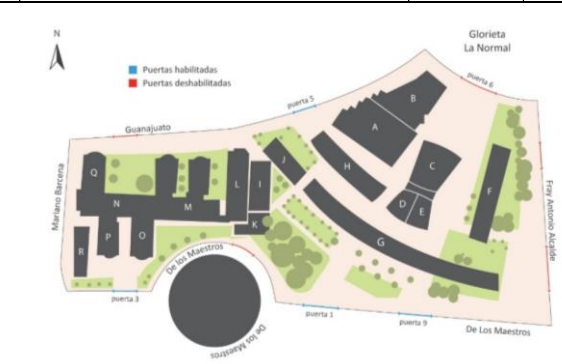 Glorieta
La Normal
N
Puertas habilitadas
Puertas deshabilitadas
puerta 6
puerta 5
Guanajuato
B
A
Q
J
H
C
L
I
F
Mariano Barcena
N
M
D
E
Fray Antonio Alcalde
K
G
R
P
O
De los Maestros
puerta 3
De los Maestros
puerta 1
puerta 9
De Los Maestros